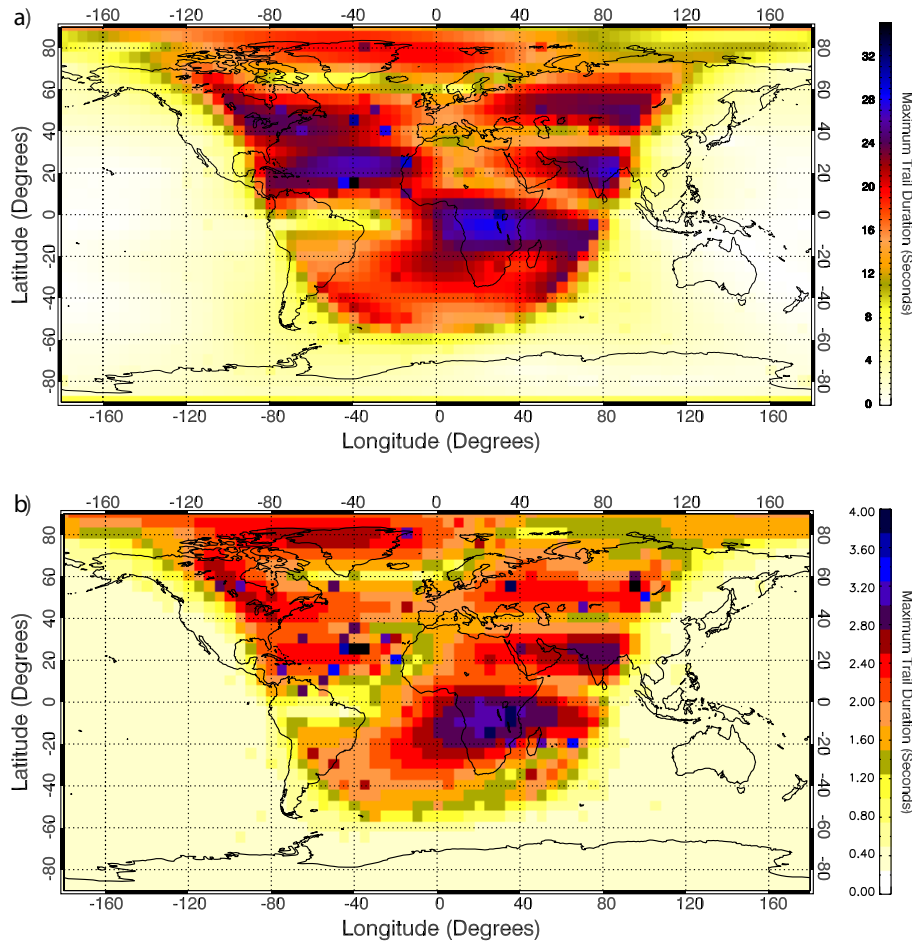 a)
-160 -120 -80 -40 0 40 80 120 160
80 60 40 20 0 -20 -40 -60 -80
Latitude (Degrees)
80 60 40 20 0 -20 -40 -60 -80
-160 -120 -80 -40 0 40 80 120 160
Longitude (Degrees)
32
28
24
20
16
12
8
4
0
Maximum Trail Duration (Seconds)
b)
-160 -120 -80 -40 0 40 80 120 160
80 60 40 20 0 -20 -40 -60 -80
Latitude (Degrees)
80 60 40 20 0 -20 -40 -60 -80
-160 -120 -80 -40 0 40 80 120 160
Longitude (Degrees)
4.00
3.60
3.20
2.80
2.40
2.00
1.60
1.20
0.80
0.40
0.00
Maximum Trail Duration (Seconds)